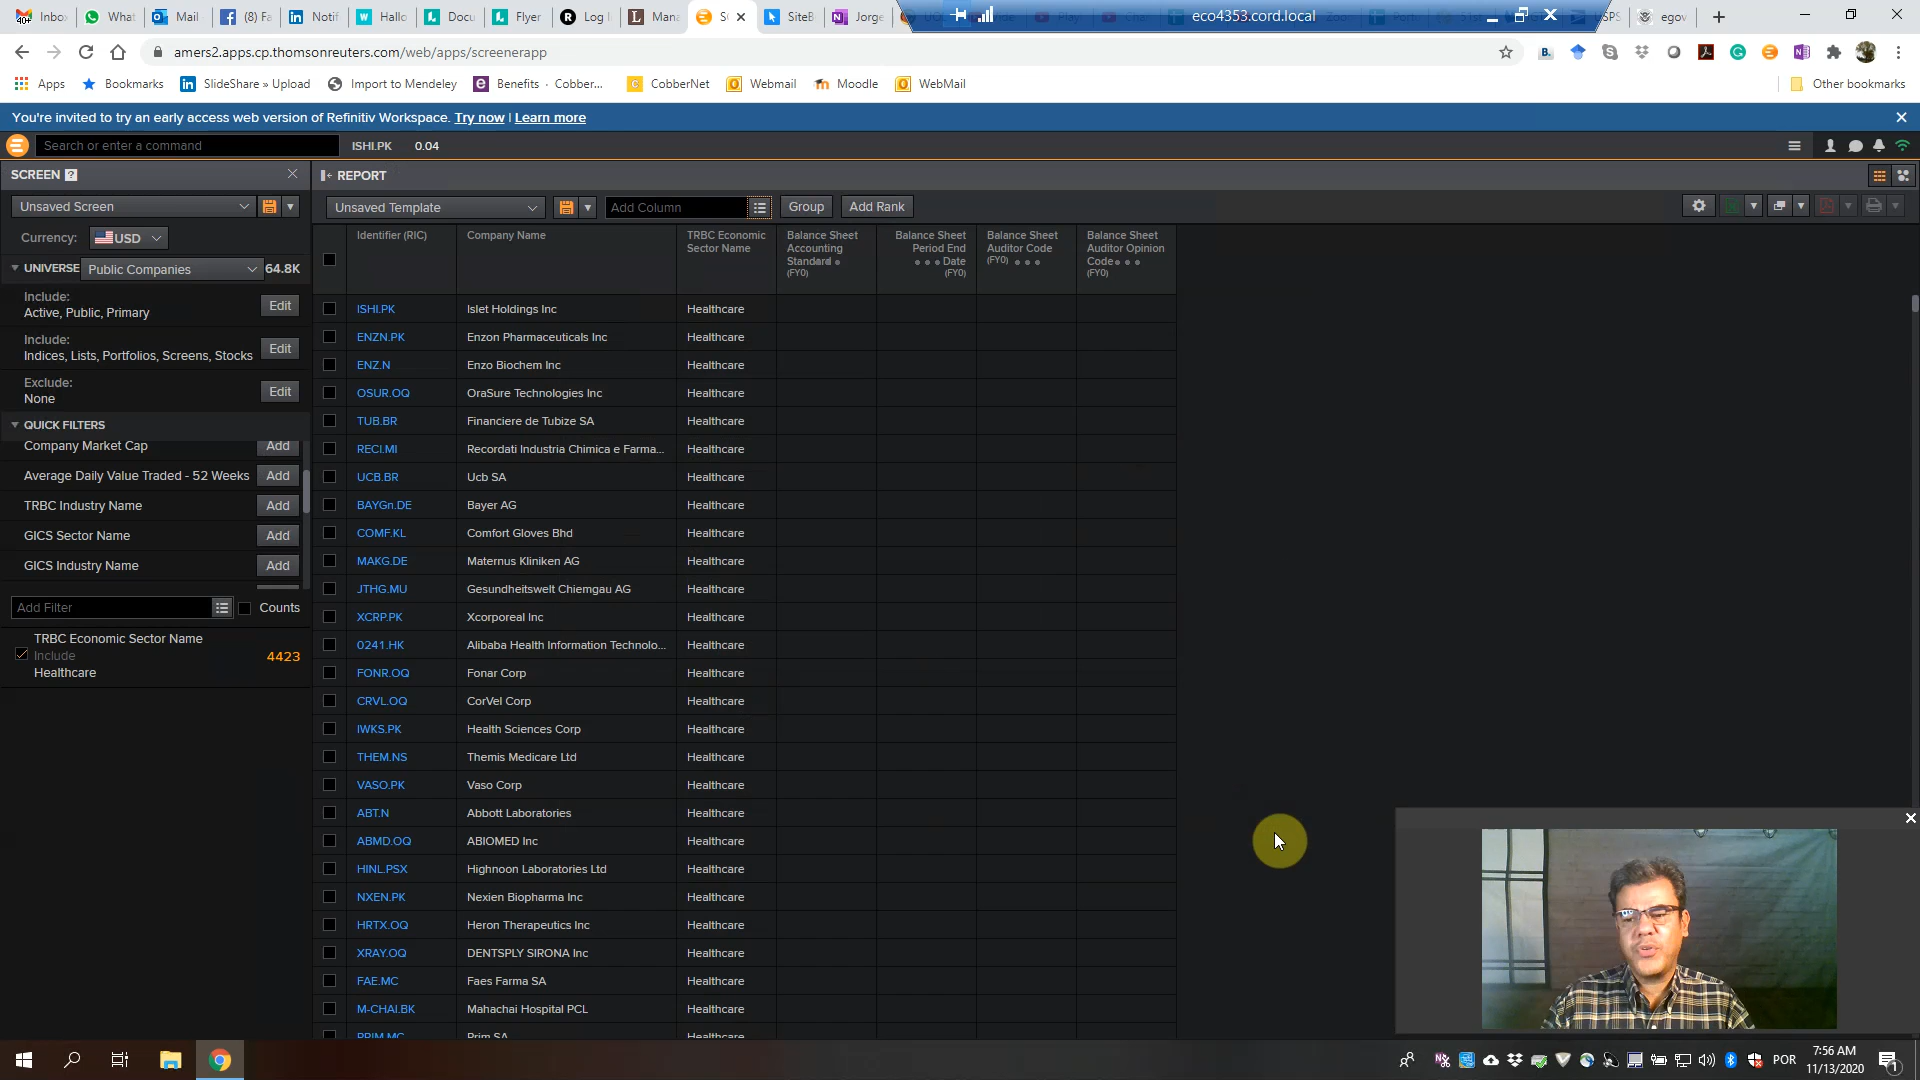 Inbo
What
Mail
(8) Fa
Notif
Hallo
Docu
Flyer
Log I
Mana
SiteB
Jorge
eco4353.cord.local
egov
amers2.apps.cp.thomsonreuters.com/web/apps/screenerapp
Apps
Bookmarks
SlideShare » Upload
Import to Mendeley
Benefits · Cobber...
CobberNet
Webmail
Moodle
WebMail
Other bookmarks
You're invited to try an early access web version of Refinitiv Workspace. Try now | Learn more
Search or enter a command
ISHI.PK 0.04
SCREEN ?
REPORT
Unsaved Screen
Unsaved Template
Add Column
Group
Add Rank
Currency: USD
UNIVERSE Public Companies 64.8K
Include:
Active, Public, Primary
Edit
Include:
Indices, Lists, Portfolios, Screens, Stocks
Edit
Exclude:
None
Edit
QUICK FILTERS
Company Market Cap Add
Average Daily Value Traded - 52 Weeks Add
TRBC Industry Name Add
GICS Sector Name Add
GICS Industry Name Add
Add Filter
Counts
TRBC Economic Sector Name
Include
4423
Healthcare
Identifier (RIC)
Company Name
TRBC Economic
Sector Name
Balance Sheet
Accounting
Standard
(FY0)
Balance Sheet
Period End
Date
(FY0)
Balance Sheet
Auditor Code
(FY0)
Balance Sheet
Auditor Opinion
Code
(FY0)
ISHI.PK Islet Holdings Inc Healthcare
ENZN.PK Enzon Pharmaceuticals Inc Healthcare
ENZ.N Enzo Biochem Inc Healthcare
OSUR.OQ OraSure Technologies Inc Healthcare
TUB.BR Financiere de Tubize SA Healthcare
RECI.MI Recordati Industria Chimica e Farma... Healthcare
UCB.BR Ucb SA Healthcare
BAYGn.DE Bayer AG Healthcare
COMF.KL Comfort Gloves Bhd Healthcare
MAKG.DE Maternus Kliniken AG Healthcare
JTHG.MU Gesundheitswelt Chiemgau AG Healthcare
XCRP.PK Xcorporeal Inc Healthcare
0241.HK Alibaba Health Information Technolo... Healthcare
FONR.OQ Fonar Corp Healthcare
CRVL.OQ CorVel Corp Healthcare
IWKS.PK Health Sciences Corp Healthcare
THEM.NS Themis Medicare Ltd Healthcare
VASO.PK Vaso Corp Healthcare
ABT.N Abbott Laboratories Healthcare
ABMD.OQ ABIOMED Inc Healthcare
HINL.PSX Highnoon Laboratories Ltd Healthcare
NXEN.PK Nexien Biopharma Inc Healthcare
HRTX.OQ Heron Therapeutics Inc Healthcare
XRAY.OQ DENTSPLY SIRONA Inc Healthcare
FAE.MC Faes Farma SA Healthcare
M-CHAI.BK Mahachai Hospital PCL Healthcare
PRIM.MC Prim SA Healthcare
POR
7:56 AM
11/13/2020